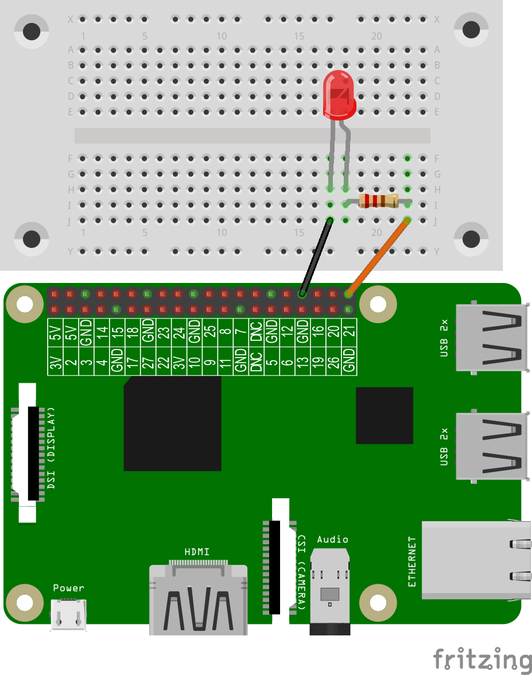 X X
1 5 10 15 20
A A
B B
C C
D D
E E
F F
G G
H H
I I
J J
1 5 10 15 20
Y Y
5V 5V GND 14 15 18 GND 23 24 GND 25 8 7 DNC GND 12 GND 16 20 21
3V 2 3 4 GND 17 27 22 3V 10 9 11 GND DNC 5 6 13 19 26 GND
USB 2x
USB 2x
DSI (DISPLAY)
CSI (CAMERA)
HDMI
Audio
ETHERNET
Power
fritzing